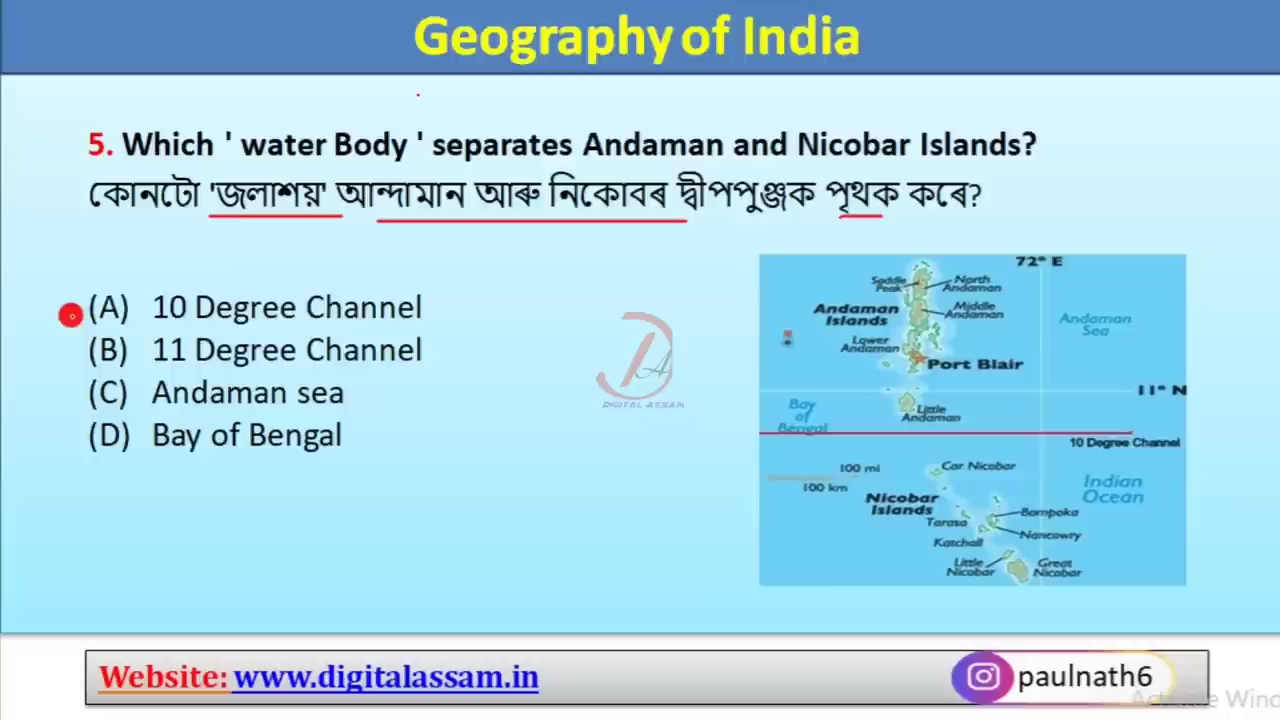 Geography of India
5. Which ' water Body ' separates Andaman and Nicobar Islands?
কোনটো 'জলাশয়' আন্দামান আৰু নিকোবৰ দ্বীপপুঞ্জক পৃথক কৰে?
(A) 10 Degree Channel
(B) 11 Degree Channel
(C) Andaman sea
(D) Bay of Bengal
DIGITAL ASSAM
72° E
Saddle Peak
North Andaman
Andaman Islands
Middle Andaman
Andaman Sea
Lower Andaman
Port Blair
11° N
Bay of Bengal
Little Andaman
10 Degree Channel
100 mi
100 km
Car Nicobar
Indian Ocean
Nicobar Islands
Bompoka
Tarasa
Nancowry
Katchall
Little Nicobar
Great Nicobar
Website: www.digitalassam.in
paulnath6